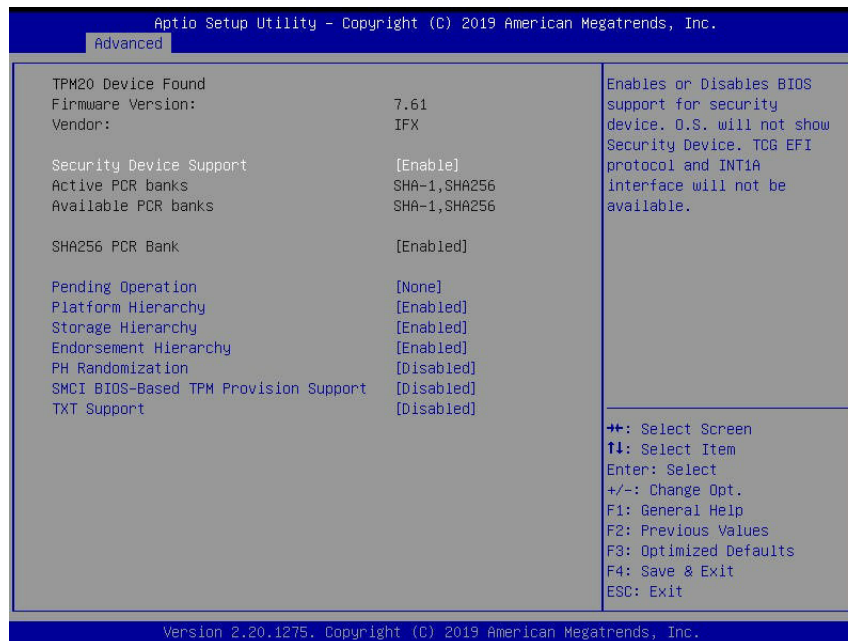 Aptio Setup Utility – Copyright (C) 2019 American Megatrends, Inc.
Advanced
TPM20 Device Found
Firmware Version: 7.61
Vendor: IFX
Security Device Support [Enable]
Active PCR banks SHA-1,SHA256
Available PCR banks SHA-1,SHA256
SHA256 PCR Bank [Enabled]
Pending Operation [None]
Platform Hierarchy [Enabled]
Storage Hierarchy [Enabled]
Endorsement Hierarchy [Enabled]
PH Randomization [Disabled]
SMCI BIOS-Based TPM Provision Support [Disabled]
TXT Support [Disabled]
Enables or Disables BIOS
support for security
device. O.S. will not show
Security Device. TCG EFI
protocol and INT1A
interface will not be
available.
→←: Select Screen
↑↓: Select Item
Enter: Select
+/-: Change Opt.
F1: General Help
F2: Previous Values
F3: Optimized Defaults
F4: Save & Exit
ESC: Exit
Version 2.20.1275. Copyright (C) 2019 American Megatrends, Inc.